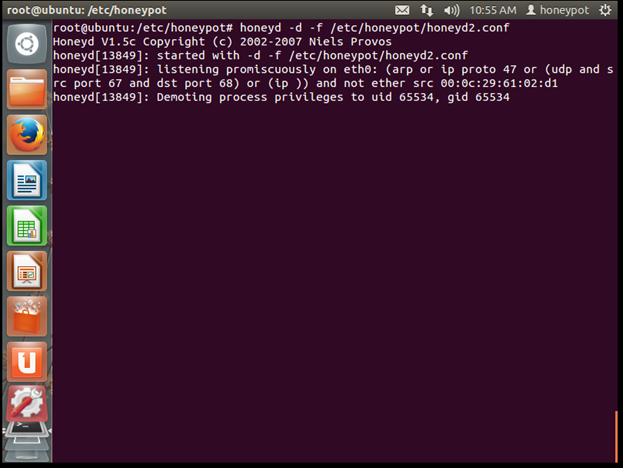 root@ubuntu: /etc/honeypot
10:55 AM
honeypot
root@ubuntu:/etc/honeypot# honeyd -d -f /etc/honeypot/honeyd2.conf
Honeyd V1.5c Copyright (c) 2002-2007 Niels Provos
honeyd[13849]: started with -d -f /etc/honeypot/honeyd2.conf
honeyd[13849]: listening promiscuously on eth0: (arp or ip proto 47 or (udp and s
rc port 67 and dst port 68) or (ip )) and not ether src 00:0c:29:61:02:d1
honeyd[13849]: Demoting process privileges to uid 65534, gid 65534